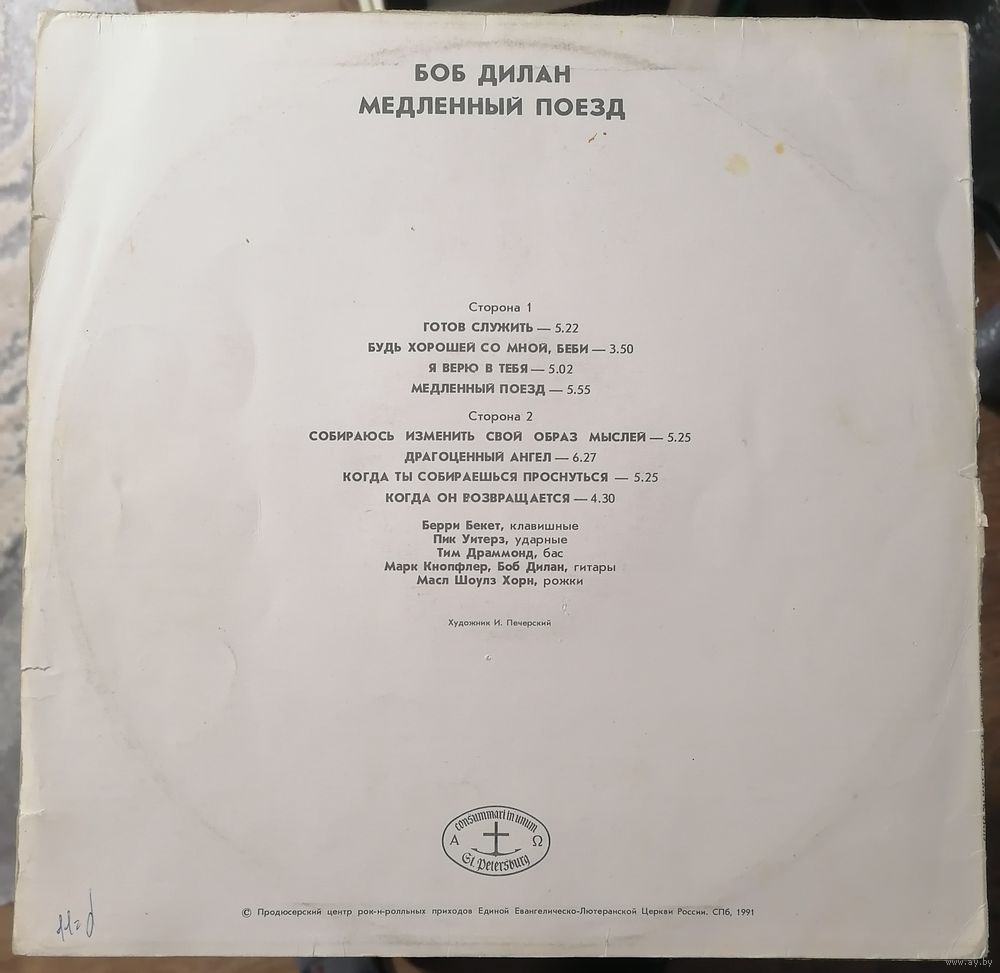 БОБ ДИЛАН
МЕДЛЕННЫЙ ПОЕЗД
Сторона 1
ГОТОВ СЛУЖИТЬ — 5.22
БУДЬ ХОРОШЕЙ СО МНОЙ, БЕБИ — 3.50
Я ВЕРЮ В ТЕБЯ — 5.02
МЕДЛЕННЫЙ ПОЕЗД — 5.55
Сторона 2
СОБИРАЮСЬ ИЗМЕНИТЬ СВОЙ ОБРАЗ МЫСЛЕЙ — 5.25
ДРАГОЦЕННЫЙ АНГЕЛ — 6.27
КОГДА ТЫ СОБИРАЕШЬСЯ ПРОСНУТЬСЯ — 5.25
КОГДА ОН ВОЗВРАЩАЕТСЯ — 4.30
Берри Бекет, клавишные
Пик Уитерз, ударные
Тим Драммонд, бас
Марк Кнопфлер, Боб Дилан, гитары
Масл Шоулз Хорн, рожки
Художник И. Печерский
consummati in unum
Α Ω
St. Petersburg
© Продюсерский центр рок-н-ролльных приходов Единой Евангелическо-Лютеранской Церкви России. СПб, 1991
www.ay.by